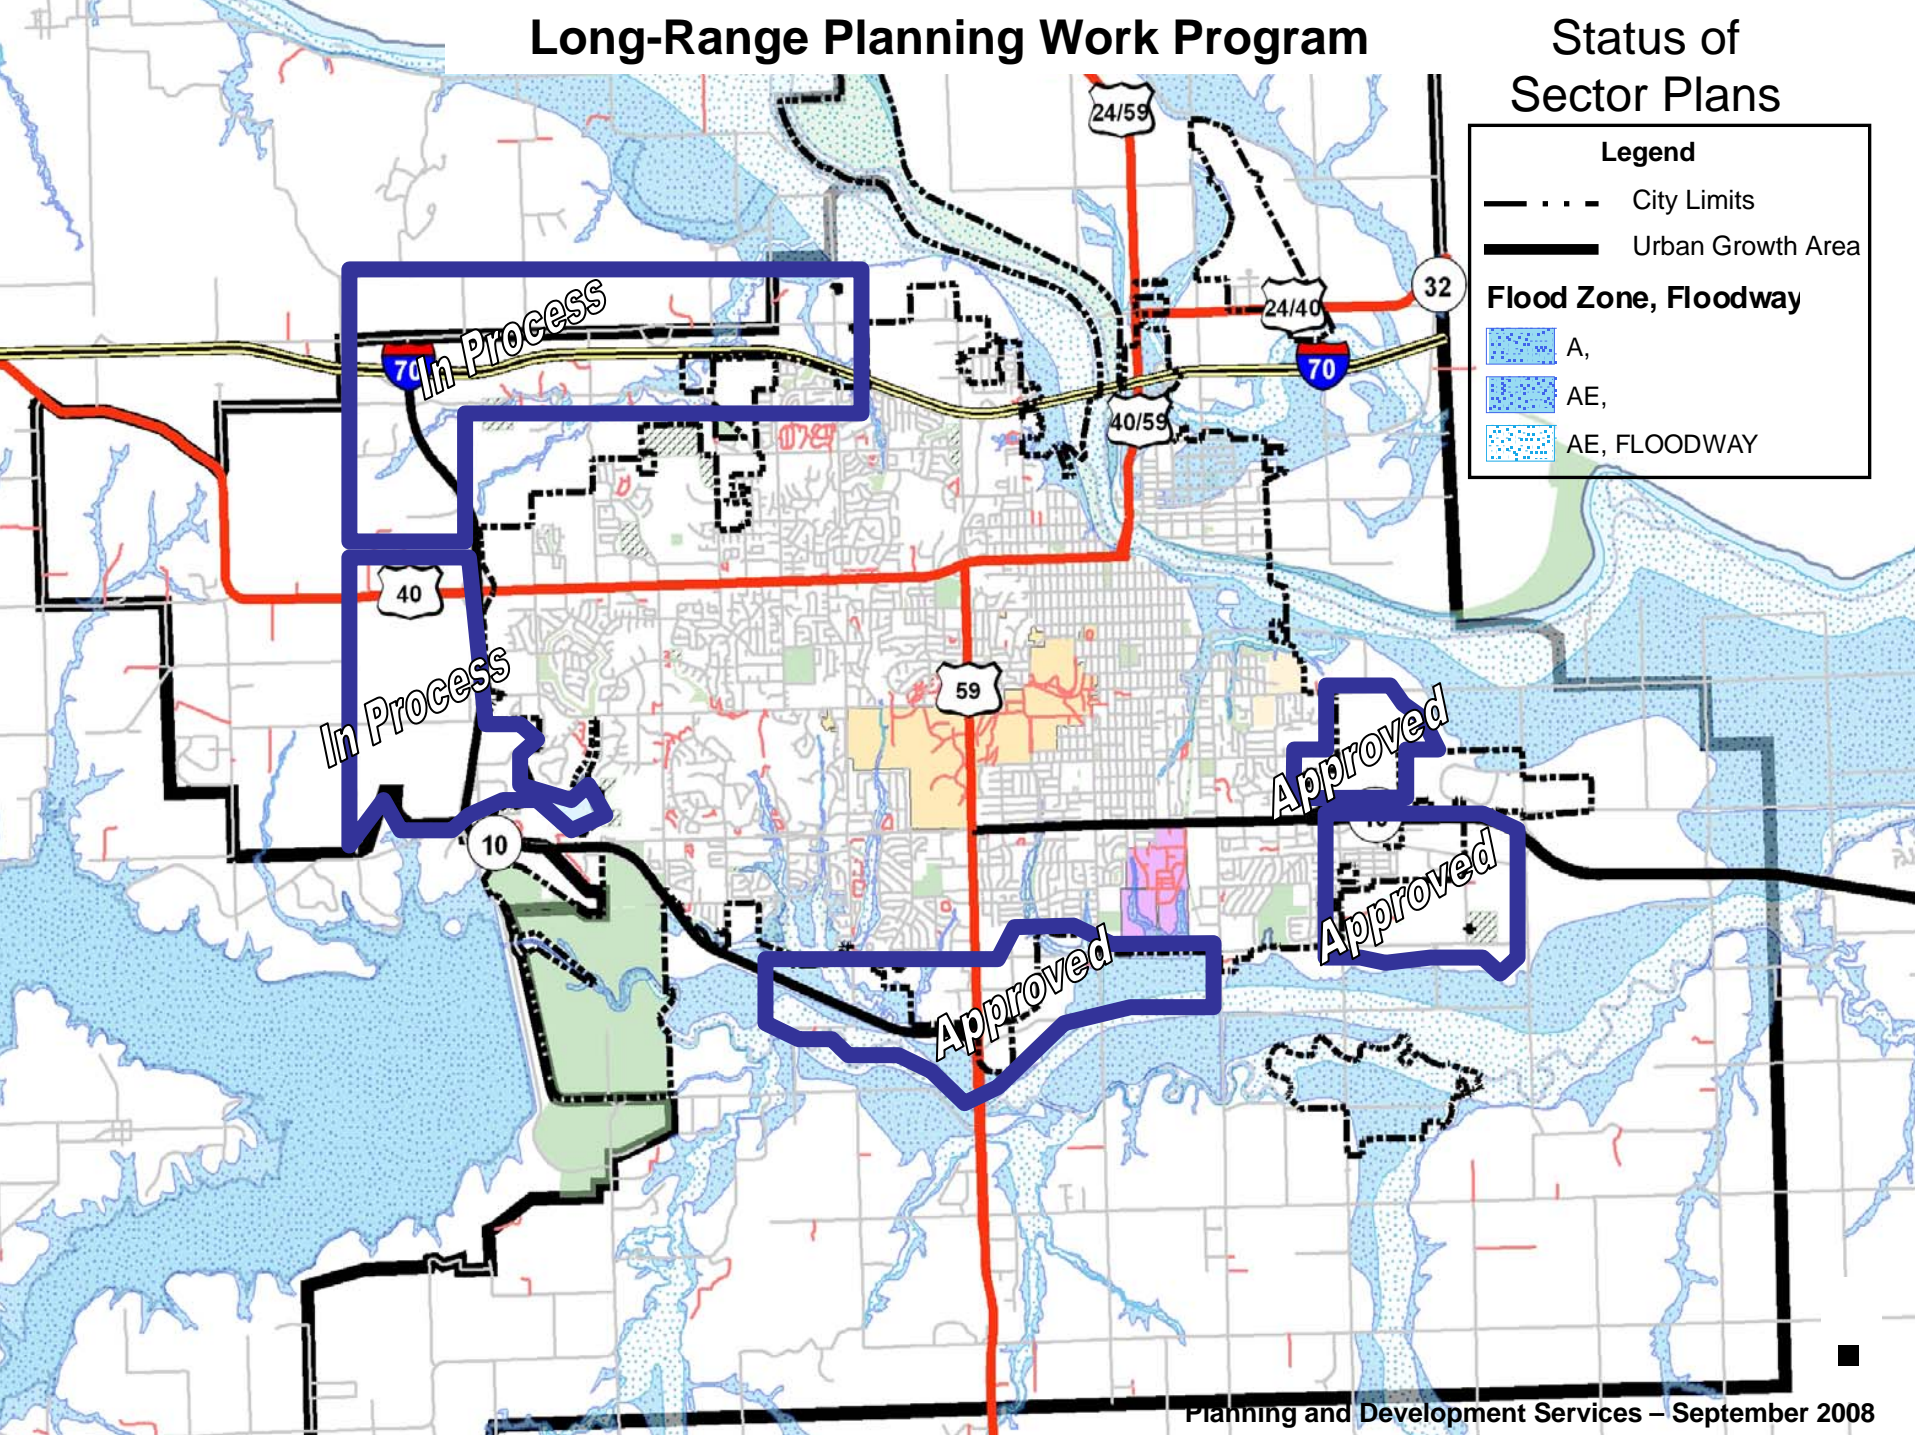 Long-Range Planning Work Program
Status of
Sector Plans
Legend
City Limits
Urban Growth Area
Flood Zone, Floodway
A,
AE,
AE, FLOODWAY
24/59
32
24/40
In Process
70
70
40/59
40
59
In Process
Approved
10
10
Approved
Approved
Planning and Development Services – September 2008